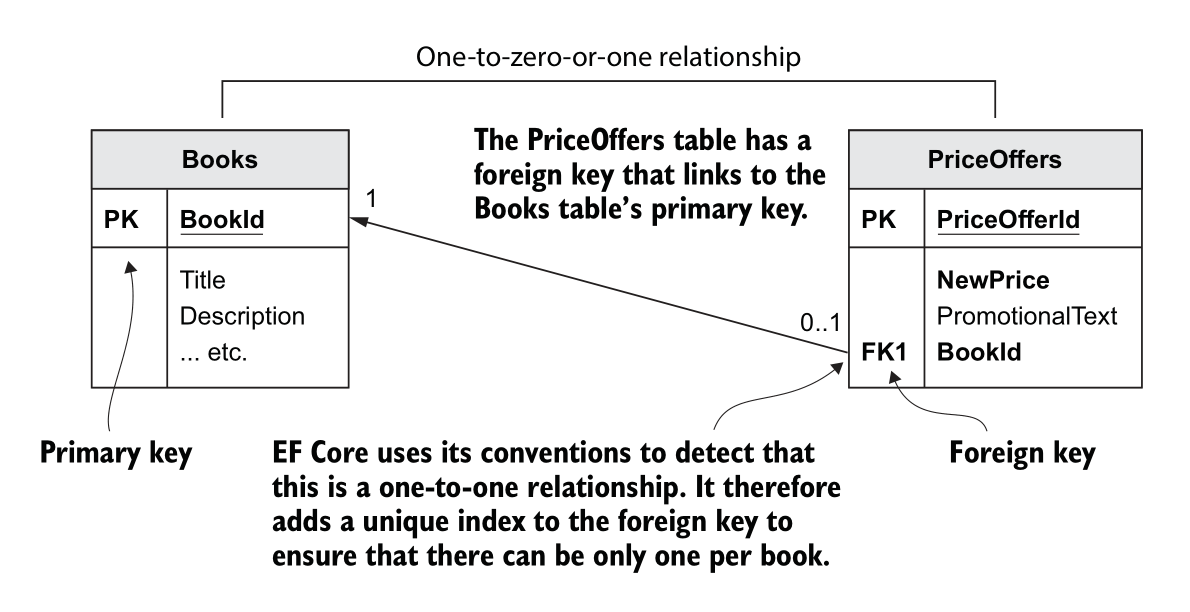 One-to-zero-or-one relationship
Books
PK
BookId
Title
Description
... etc.
1
The PriceOffers table has a
foreign key that links to the
Books table's primary key.
0..1
PriceOffers
PK
PriceOfferId
NewPrice
PromotionalText
FK1
BookId
Primary key
EF Core uses its conventions to detect that
this is a one-to-one relationship. It therefore
adds a unique index to the foreign key to
ensure that there can be only one per book.
Foreign key